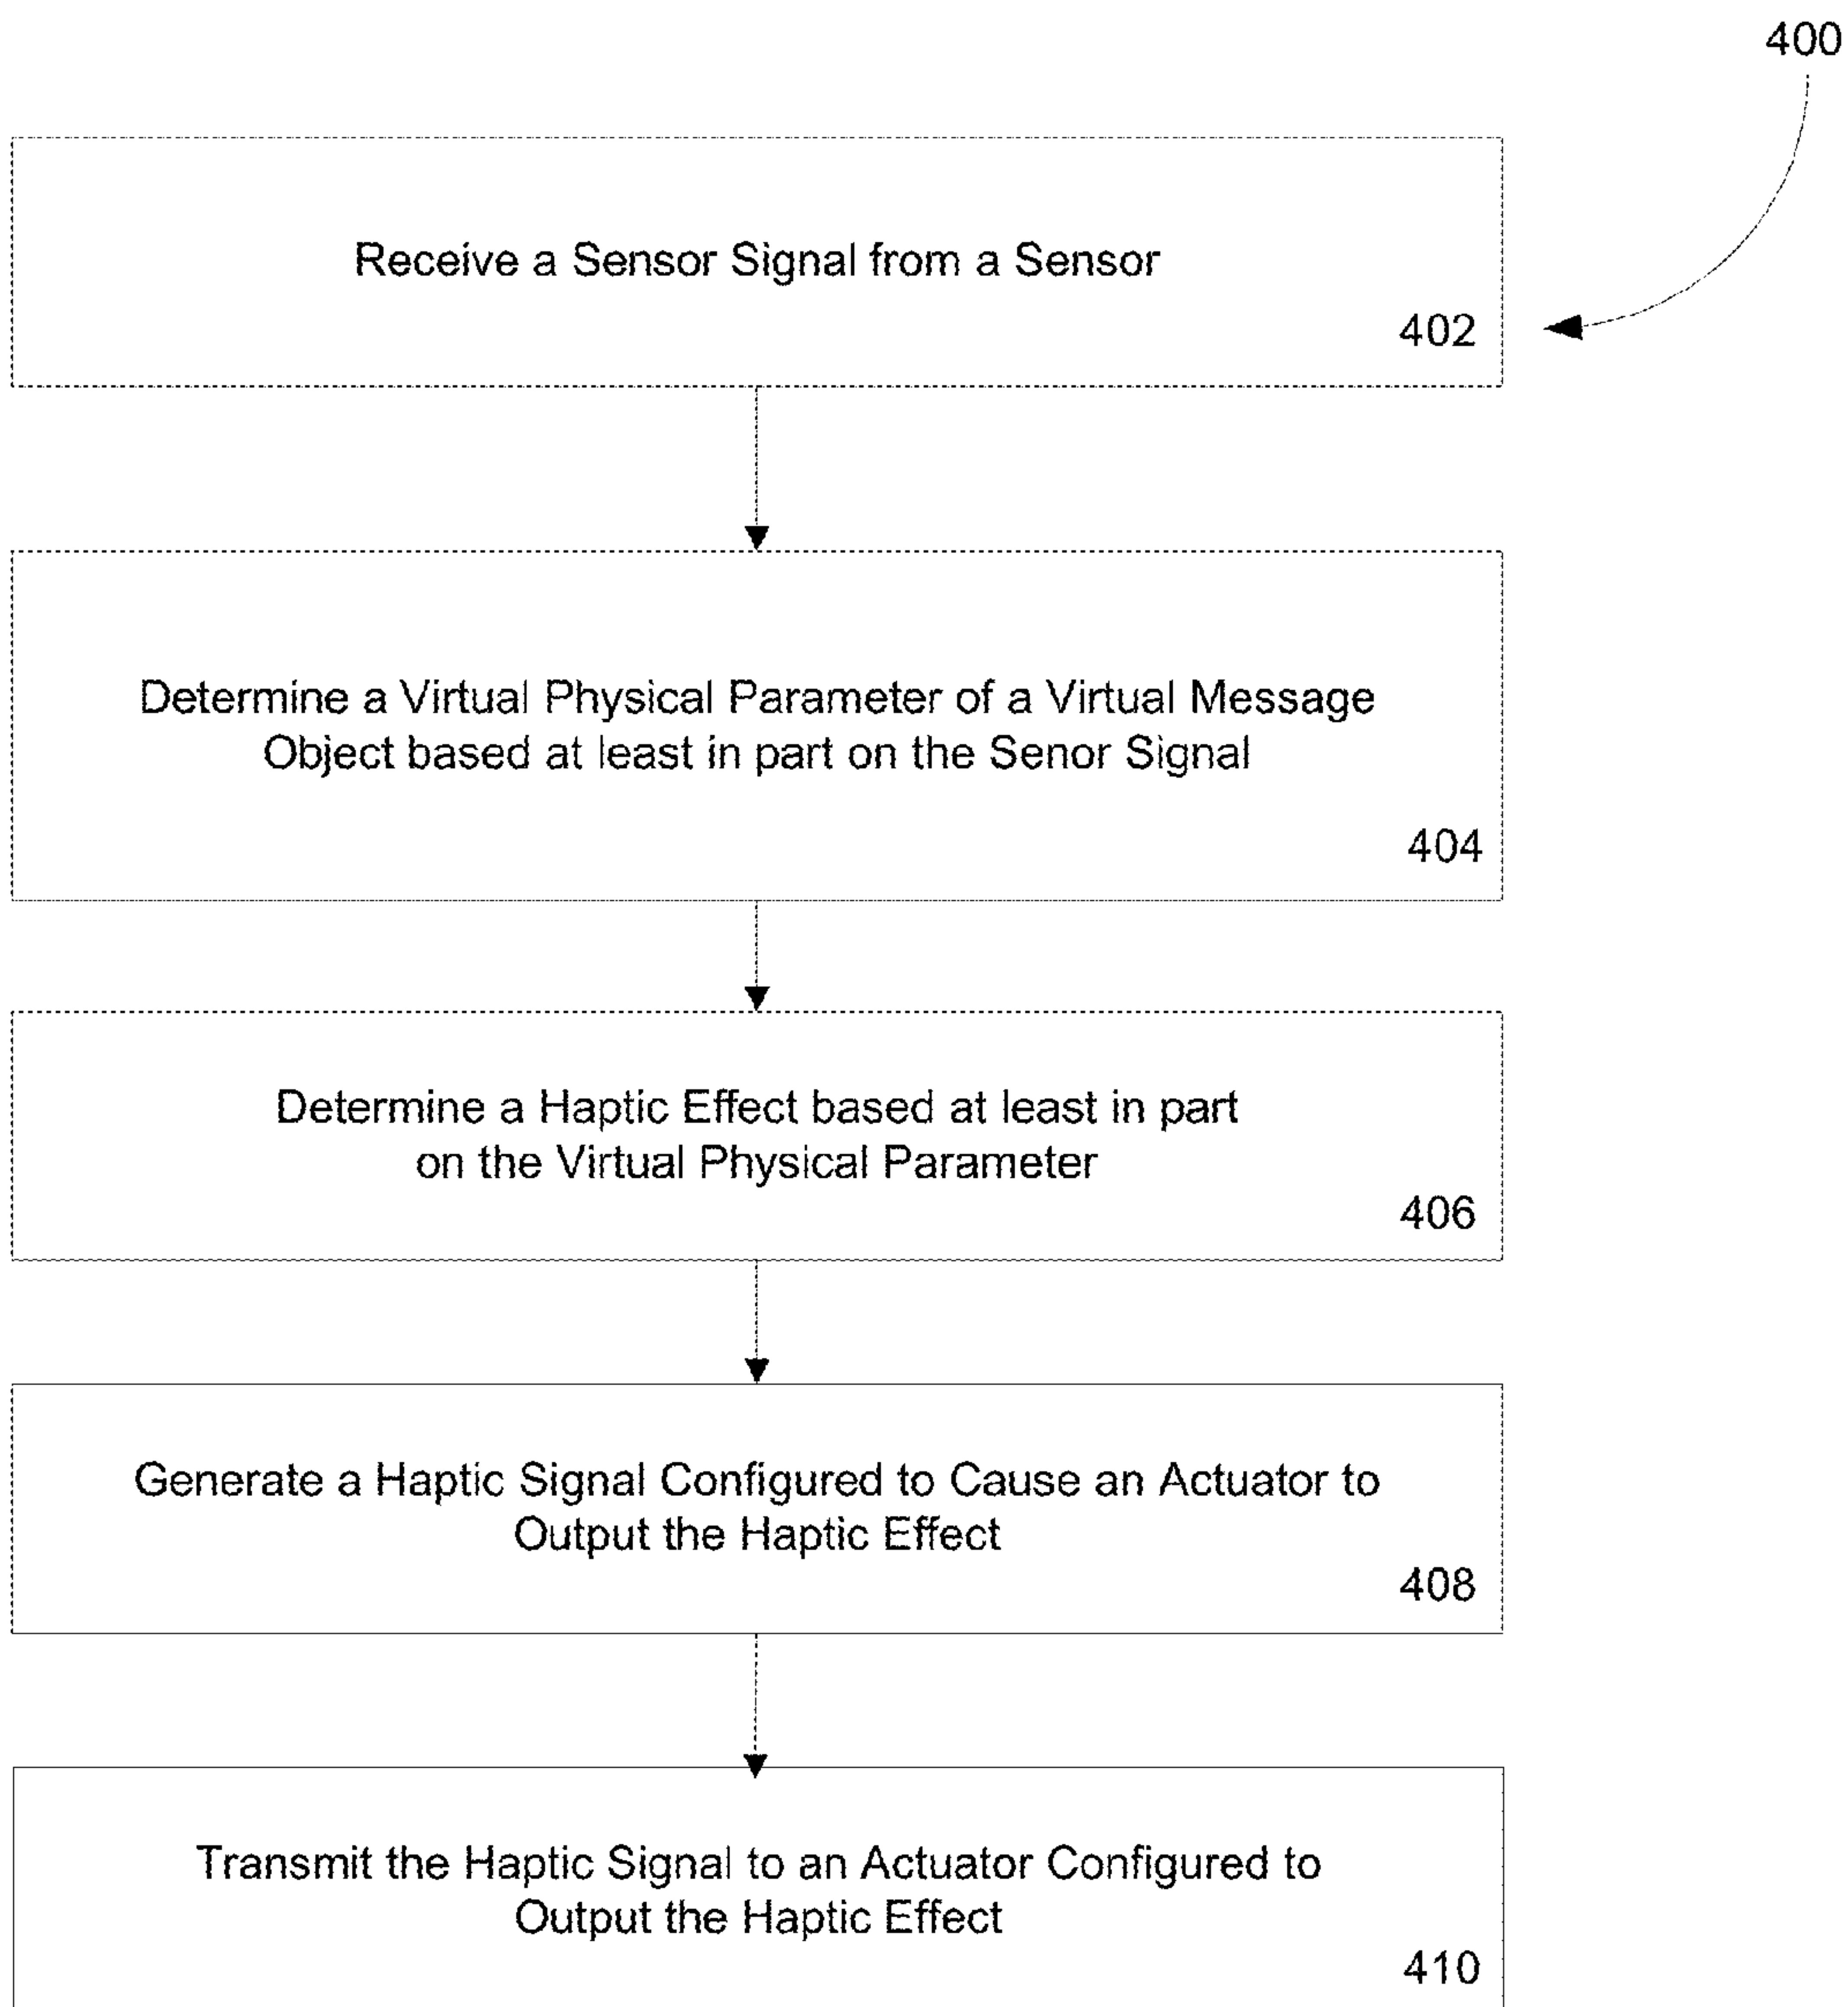 400
Receive a Sensor Signal from a Sensor
402
Determine a Virtual Physical Parameter of a Virtual Message
Object based at least in part on the Senor Signal
404
Determine a Haptic Effect based at least in part
on the Virtual Physical Parameter
406
Generate a Haptic Signal Configured to Cause an Actuator to
Output the Haptic Effect
408
Transmit the Haptic Signal to an Actuator Configured to
Output the Haptic Effect
410